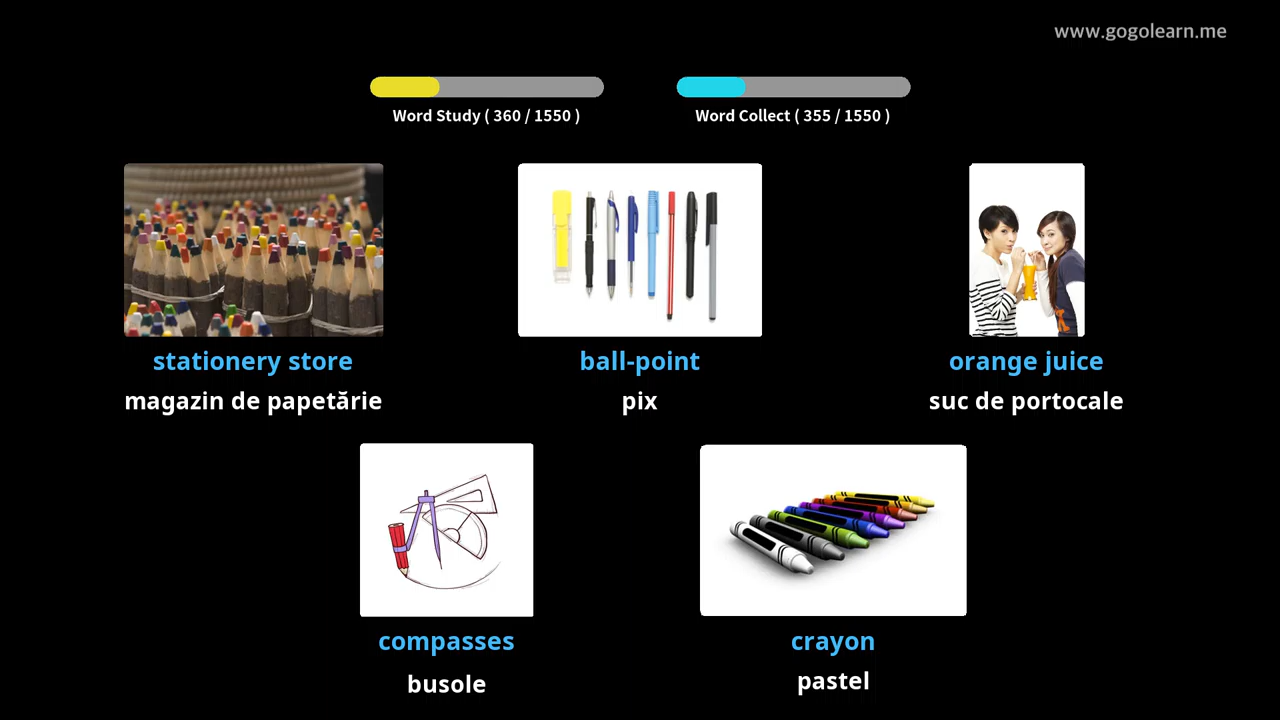 www.gogolearn.me
Word Study ( 360 / 1550 )
Word Collect ( 355 / 1550 )
stationery store
magazin de papetărie
ball-point
pix
orange juice
suc de portocale
compasses
busole
crayon
pastel